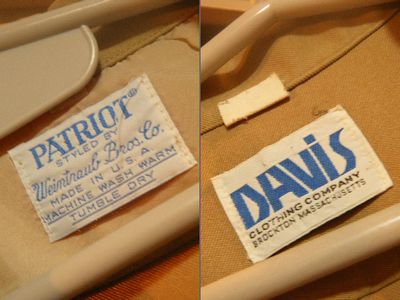 PATRIOT®
STYLED BY
Weintraub Bros. Co.
MADE IN U.S.A
MACHINE WASH WARM
TUMBLE DRY
DAVIS
CLOTHING COMPANY
BROCKTON MASSACHUSETTS